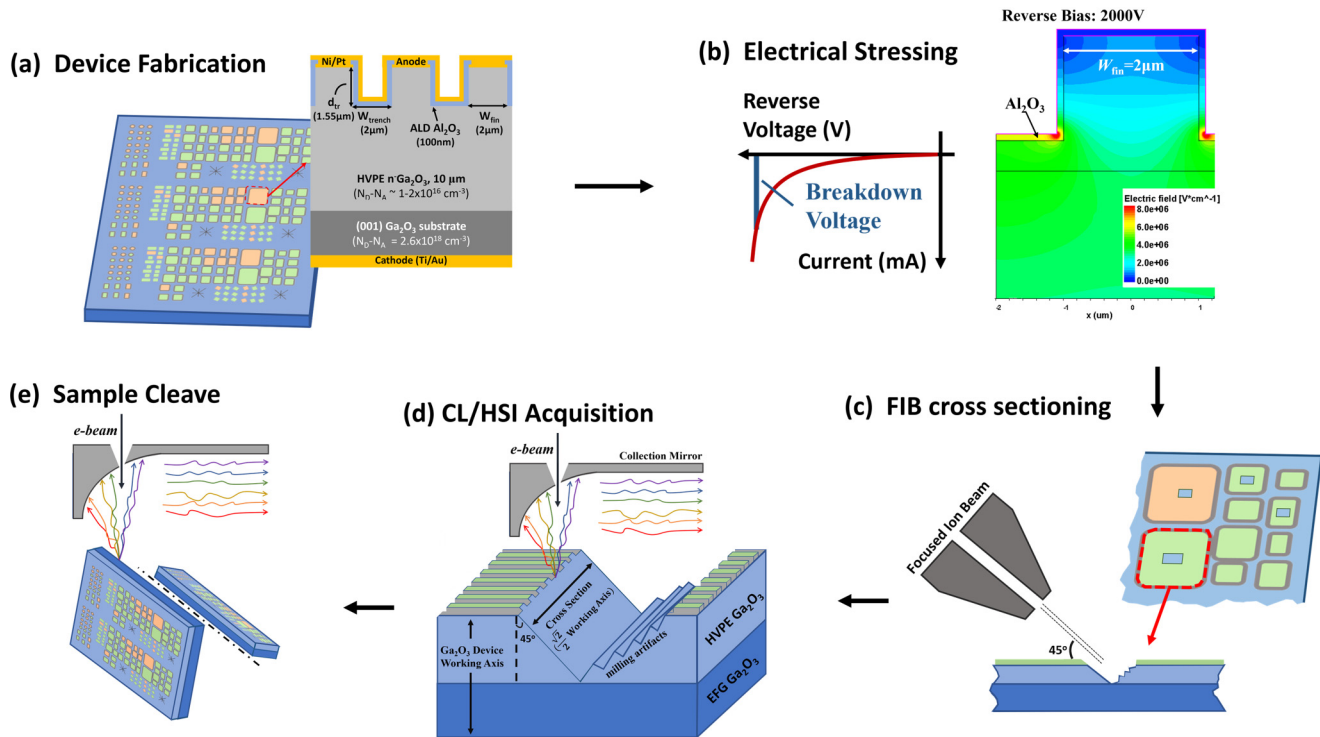 (a) Device Fabrication
Ni/Pt
Anode
d_tr
(1.55µm)
W_trench
(2µm)
ALD Al₂O₃
(100nm)
W_fin
(2µm)
HVPE n⁻Ga₂O₃, 10 µm
(N_D-N_A ~ 1-2x10¹⁶ cm⁻³)
(001) Ga₂O₃ substrate
(N_D-N_A = 2.6x10¹⁸ cm⁻³)
Cathode (Ti/Au)
(b) Electrical Stressing
Reverse
Voltage (V)
Breakdown
Voltage
Current (mA)
Reverse Bias: 2000V
W_fin=2µm
Al₂O₃
Electric field [V*cm^-1]
8.0e+06
6.0e+06
4.0e+06
2.0e+06
0.0e+00
-2
-1
0
1
x (um)
(c) FIB cross sectioning
Focused Ion Beam
45°
(d) CL/HSI Acquisition
e-beam
Collection Mirror
Cross Section
(√2/2 Working Axis)
45°
Ga₂O₃ Device
Working Axis
milling artifacts
HVPE Ga₂O₃
EFG Ga₂O₃
(e) Sample Cleave
e-beam